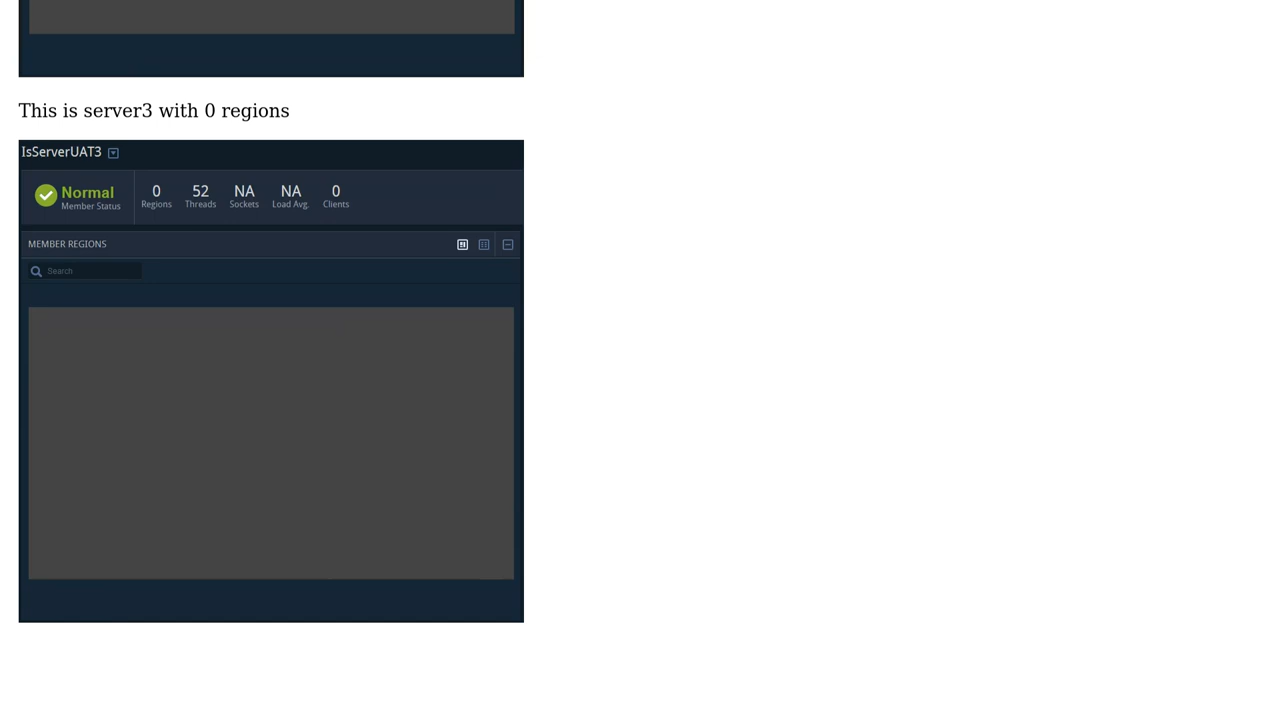 This is server3 with 0 regions
IsServerUAT3
Normal
Member Status
0 52 NA NA 0
Regions Threads Sockets Load Avg. Clients
MEMBER REGIONS
Search